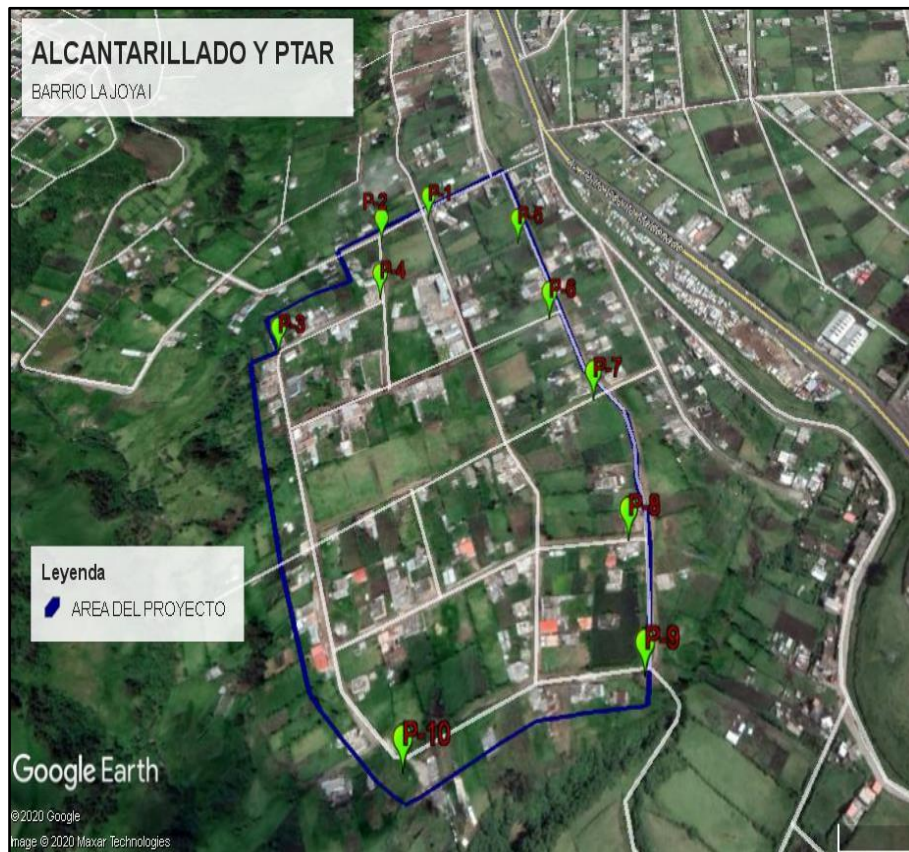 ALCANTARILLADO Y PTAR
BARRIO LA JOYA I
P-1
P-2
P-5
P-4
P-6
P-3
P-7
P-8
Leyenda
AREA DEL PROYECTO
P-9
P-10
Google Earth
©2020 Google
Image © 2020 Maxar Technologies